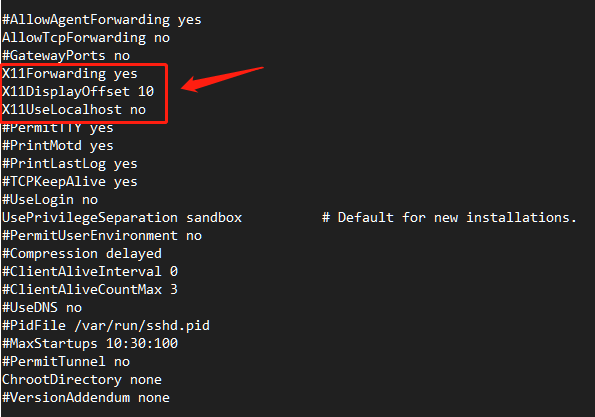 #AllowAgentForwarding yes
AllowTcpForwarding no
#GatewayPorts no
X11Forwarding yes
X11DisplayOffset 10
X11UseLocalhost no
#PermitTTY yes
#PrintMotd yes
#PrintLastLog yes
#TCPKeepAlive yes
#UseLogin no
UsePrivilegeSeparation sandbox          # Default for new installations.
#PermitUserEnvironment no
#Compression delayed
#ClientAliveInterval 0
#ClientAliveCountMax 3
#UseDNS no
#PidFile /var/run/sshd.pid
#MaxStartups 10:30:100
#PermitTunnel no
ChrootDirectory none
#VersionAddendum none